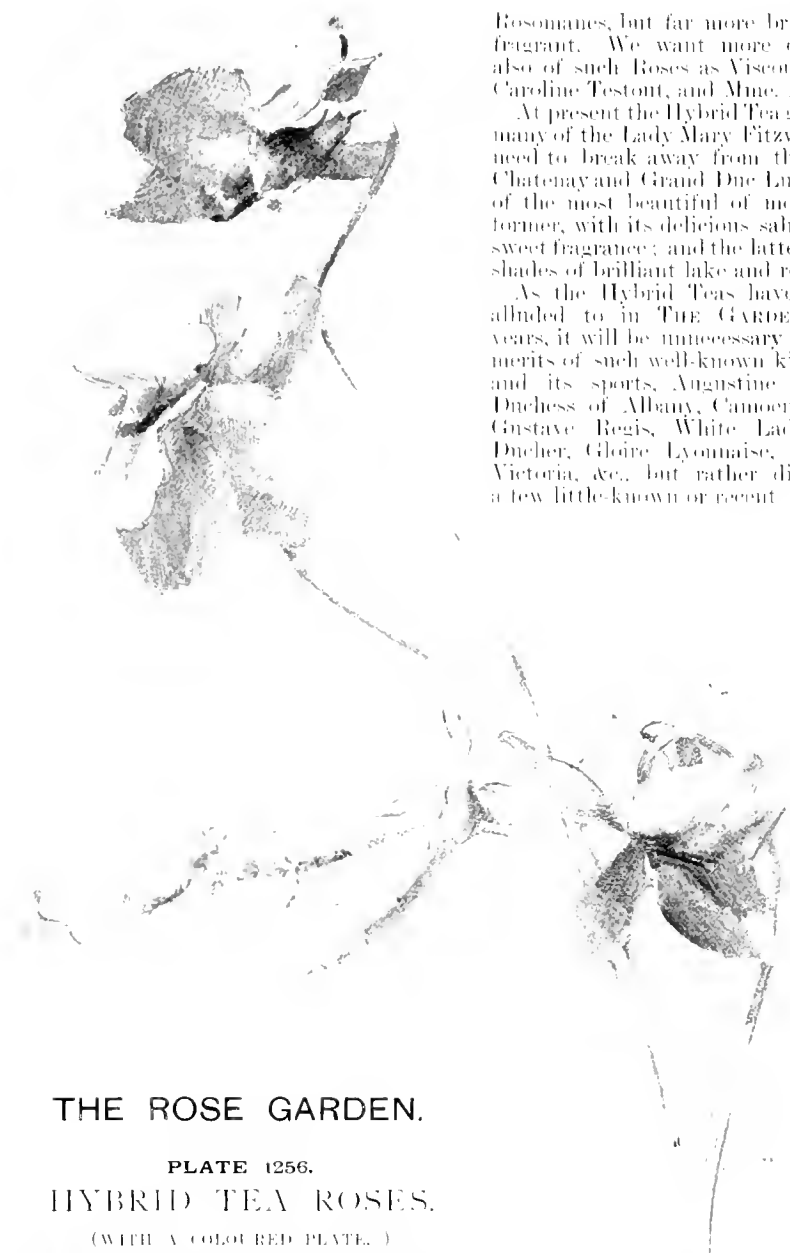 Rosomanes, but far more br
fragrant. We want more
also of such Roses as Viscou
Caroline Testout, and Mme.
At present the Hybrid Tea
many of the Lady Mary Fitzw
need to break away from th
Chatenay and Grand Duc Lu
of the most beautiful of mo
former, with its delicious sal
sweet fragrance; and the latte
shades of brilliant lake and r
As the Hybrid Teas have
alluded to in THE GARDE
years, it will be unnecessary
merits of such well-known k
and its sports, Augustine
Duchess of Albany, Camoen
Gustave Regis, White Lad
Ducher, Gloire Lyonnaise,
Victoria, &c., but rather di
a few little-known or recent
THE ROSE GARDEN.
PLATE 1256.
HYBRID TEA ROSES.
(WITH A COLOURED PLATE.)